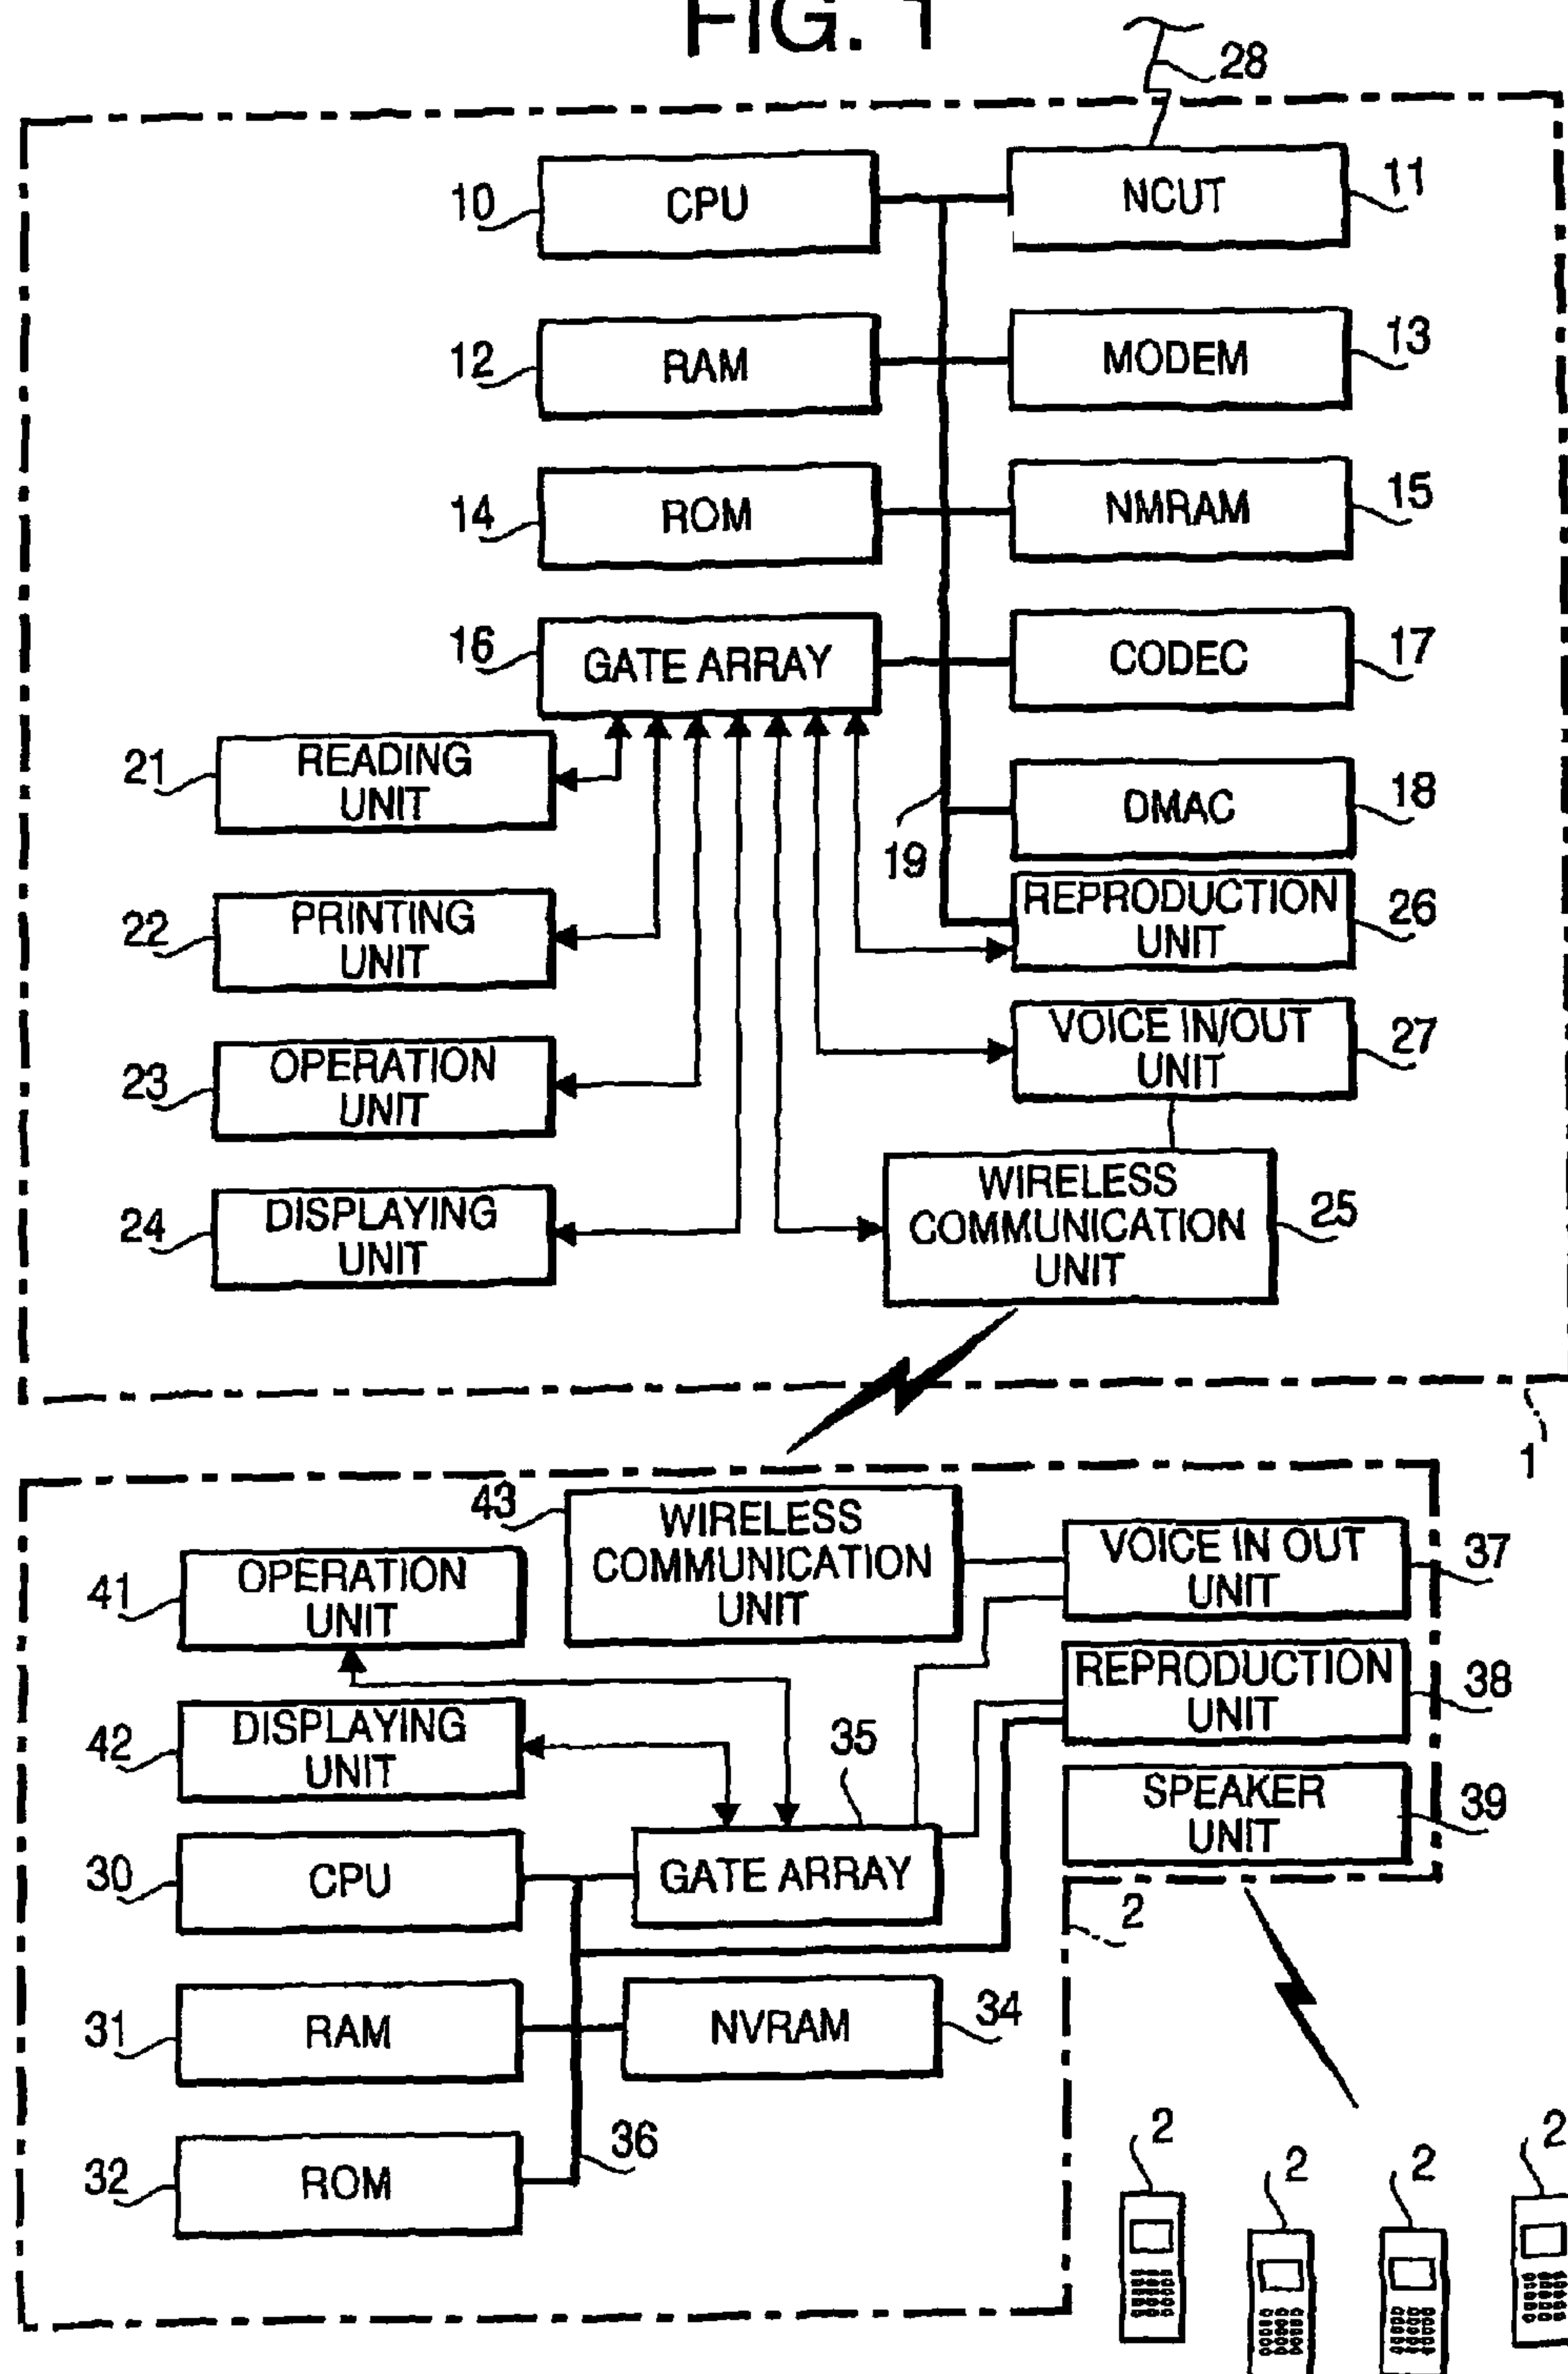 FIG. 1
28
10
CPU
NCUT
11
12
RAM
MODEM
13
14
ROM
NMRAM
15
16
GATE ARRAY
CODEC
17
21
READING
UNIT
DMAC
18
19
22
PRINTING
UNIT
REPRODUCTION
UNIT
26
23
OPERATION
UNIT
VOICE IN/OUT
UNIT
27
24
DISPLAYING
UNIT
WIRELESS
COMMUNICATION
UNIT
25
1
43
WIRELESS
COMMUNICATION
UNIT
VOICE IN OUT
UNIT
37
41
OPERATION
UNIT
REPRODUCTION
UNIT
38
42
DISPLAYING
UNIT
35
SPEAKER
UNIT
39
30
CPU
GATE ARRAY
2
31
RAM
NVRAM
34
32
ROM
36
2
2
2
2